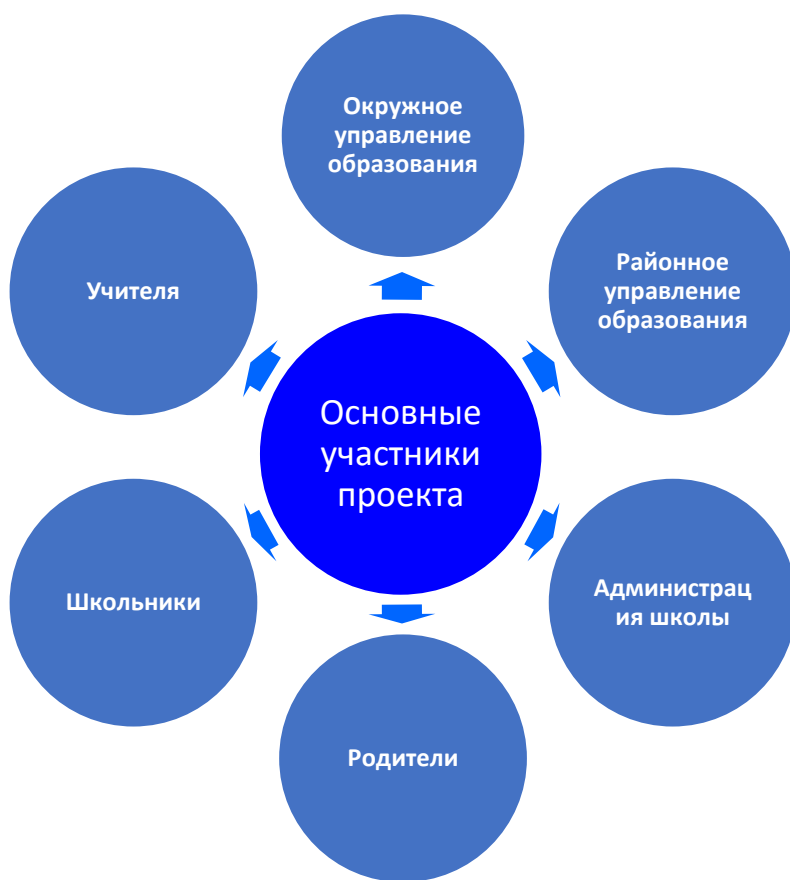 Окружное
управление
образования
Учителя
Районное
управление
образования
Основные
участники
проекта
Школьники
Администрац
ия школы
Родители